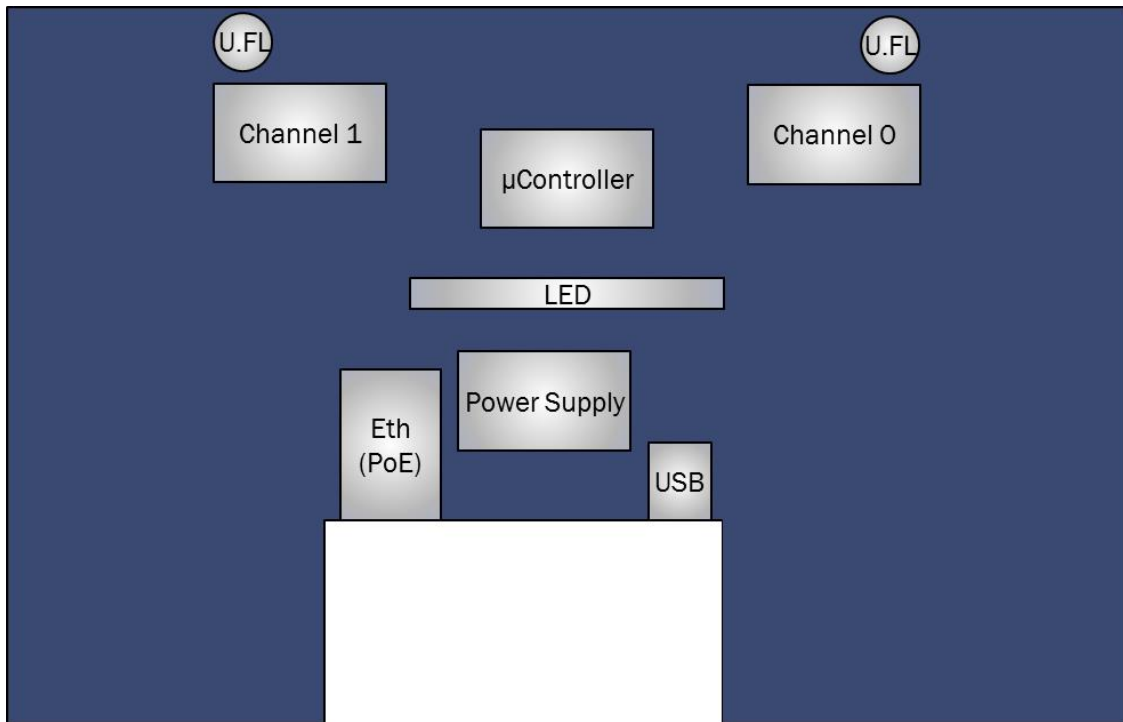 U.FL
U.FL
Channel 1
Channel 0
µController
LED
Power Supply
Eth
(PoE)
USB